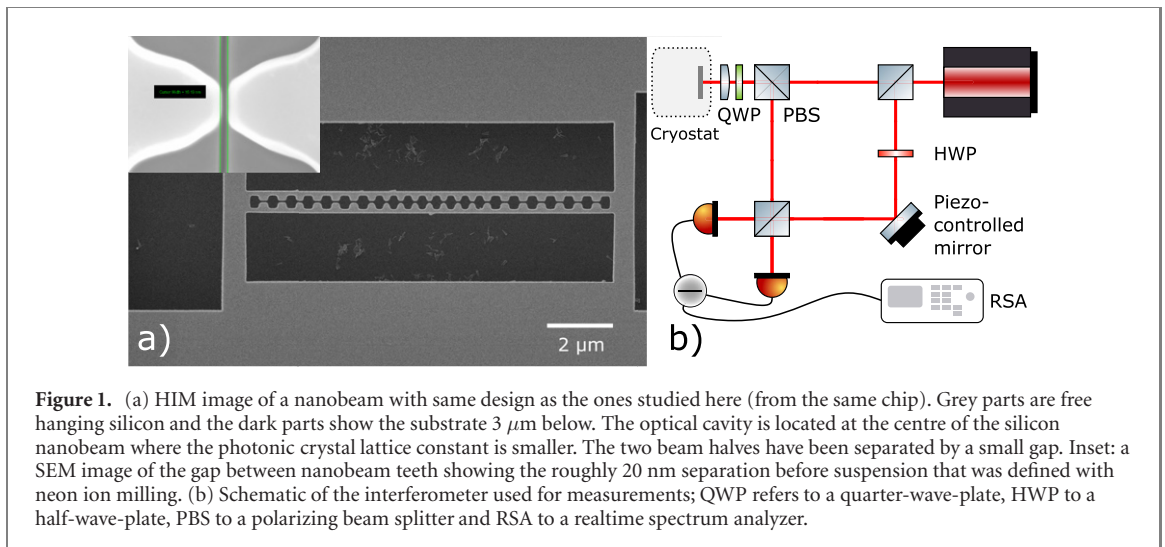 a)
2 µm
Cryostat
QWP
PBS
HWP
Piezo-
controlled
mirror
RSA
b)
Figure 1. (a) HIM image of a nanobeam with same design as the ones studied here (from the same chip). Grey parts are free
hanging silicon and the dark parts show the substrate 3 μm below. The optical cavity is located at the centre of the silicon
nanobeam where the photonic crystal lattice constant is smaller. The two beam halves have been separated by a small gap. Inset: a
SEM image of the gap between nanobeam teeth showing the roughly 20 nm separation before suspension that was defined with
neon ion milling. (b) Schematic of the interferometer used for measurements; QWP refers to a quarter-wave-plate, HWP to a
half-wave-plate, PBS to a polarizing beam splitter and RSA to a realtime spectrum analyzer.